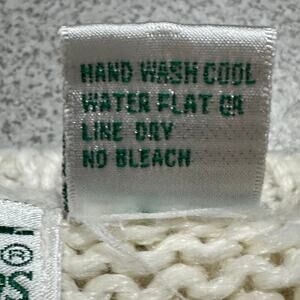 HAND WASH COOL
WATER FLAT OR
LINE DRY
NO BLEACH
®